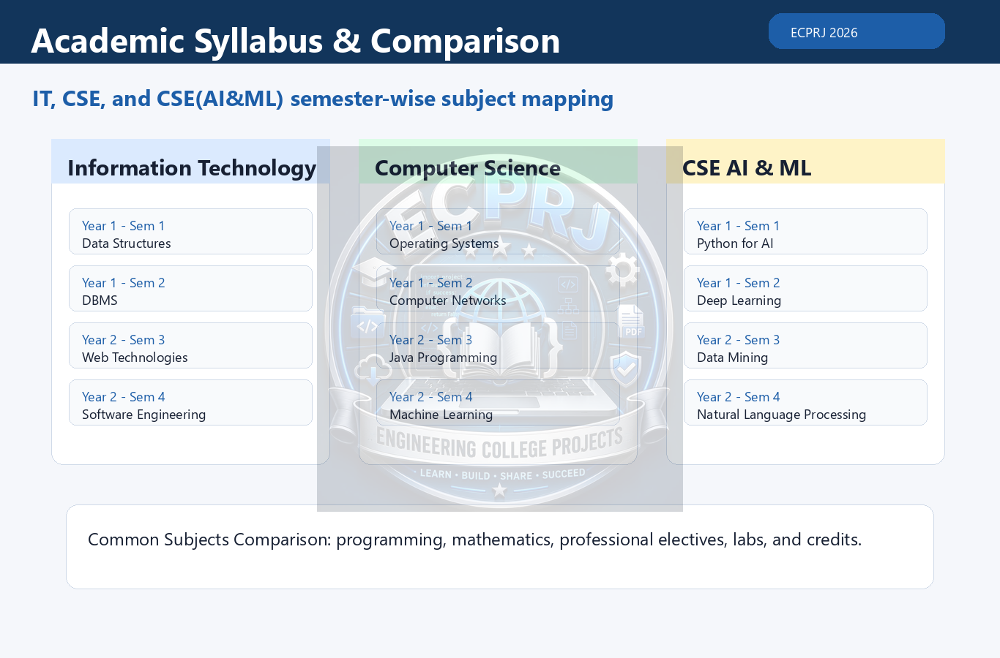 Academic Syllabus & Comparison
ECPRJ 2026
IT, CSE, and CSE(AI&ML) semester-wise subject mapping
Information Technology
Year 1 - Sem 1
Data Structures
Year 1 - Sem 2
DBMS
Year 2 - Sem 3
Web Technologies
Year 2 - Sem 4
Software Engineering
Computer Science
Year 1 - Sem 1
Operating Systems
Year 1 - Sem 2
Computer Networks
Year 2 - Sem 3
Java Programming
Year 2 - Sem 4
Machine Learning
CSE AI & ML
Year 1 - Sem 1
Python for AI
Year 1 - Sem 2
Deep Learning
Year 2 - Sem 3
Data Mining
Year 2 - Sem 4
Natural Language Processing
ECPRJ
PDF
ENGINEERING COLLEGE PROJECTS
LEARN • BUILD • SHARE • SUCCEED
Common Subjects Comparison: programming, mathematics, professional electives, labs, and credits.